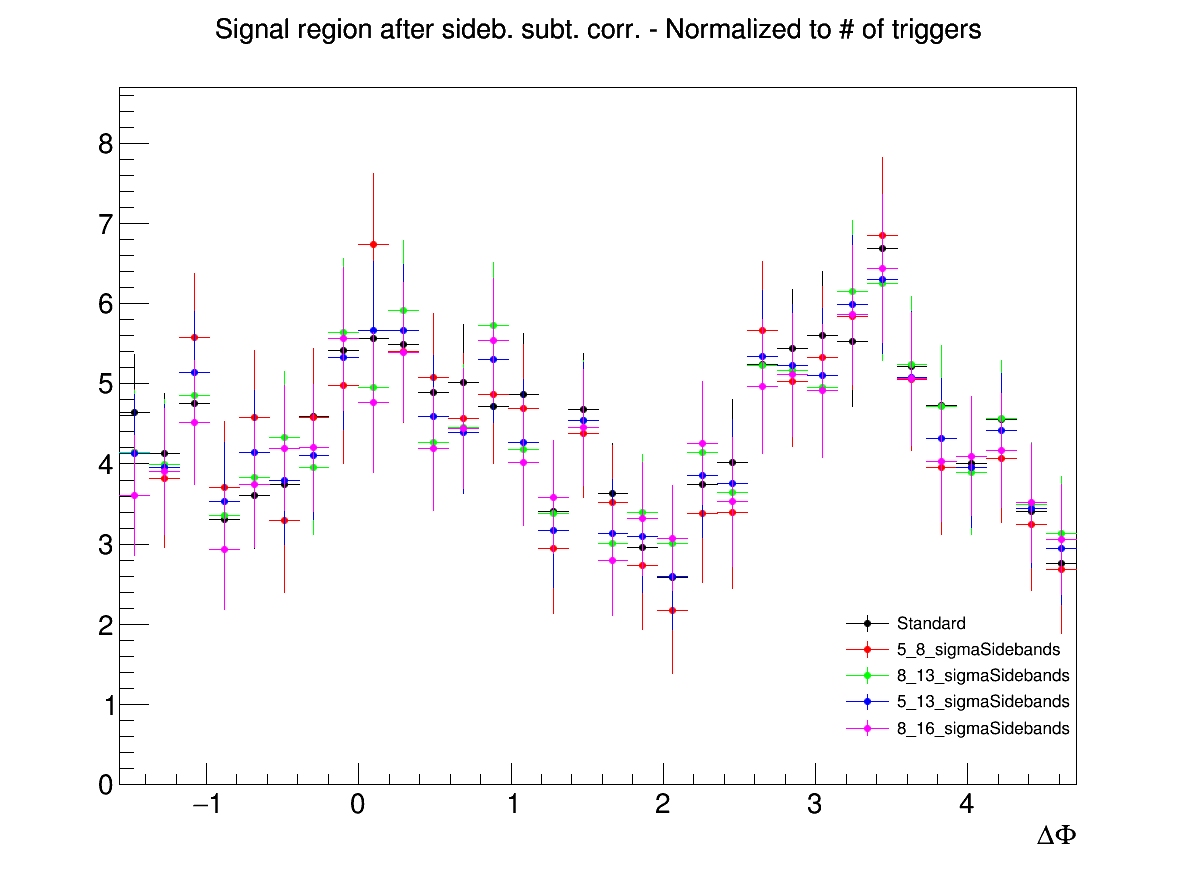 Signal region after sideb. subt. corr. - Normalized to # of triggers
8
7
6
5
4
3
2
1
0
−1 0 1 2 3 4
ΔΦ
Standard
5_8_sigmaSidebands
8_13_sigmaSidebands
5_13_sigmaSidebands
8_16_sigmaSidebands